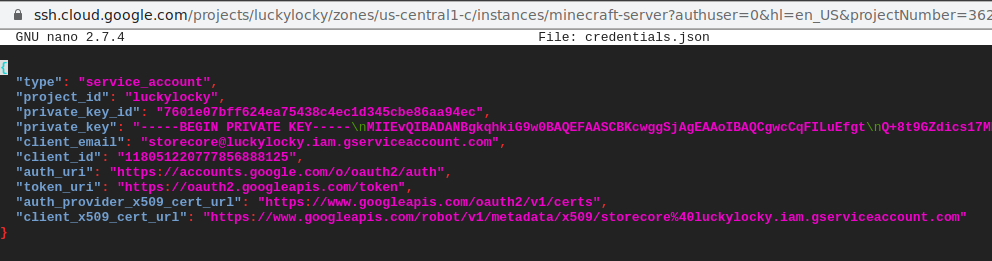 ssh.cloud.google.com/projects/luckylocky/zones/us-central1-c/instances/minecraft-server?authuser=0&hl=en_US&projectNumber=362
GNU nano 2.7.4 File: credentials.json
{
"type": "service_account",
"project_id": "luckylocky",
"private_key_id": "7601e07bff624ea75438c4ec1d345cbe86aa94ec",
"private_key": "-----BEGIN PRIVATE KEY-----\nMIIEvQIBADANBgkqhkiG9w0BAQEFAASCBKcwggSjAgEAAoIBAQCgwcCqFILuEfgt\nQ+8t9GZdics17M
"client_email": "storecore@luckylocky.iam.gserviceaccount.com",
"client_id": "118051220777856888125",
"auth_uri": "https://accounts.google.com/o/oauth2/auth",
"token_uri": "https://oauth2.googleapis.com/token",
"auth_provider_x509_cert_url": "https://www.googleapis.com/oauth2/v1/certs",
"client_x509_cert_url": "https://www.googleapis.com/robot/v1/metadata/x509/storecore%40luckylocky.iam.gserviceaccount.com"
}